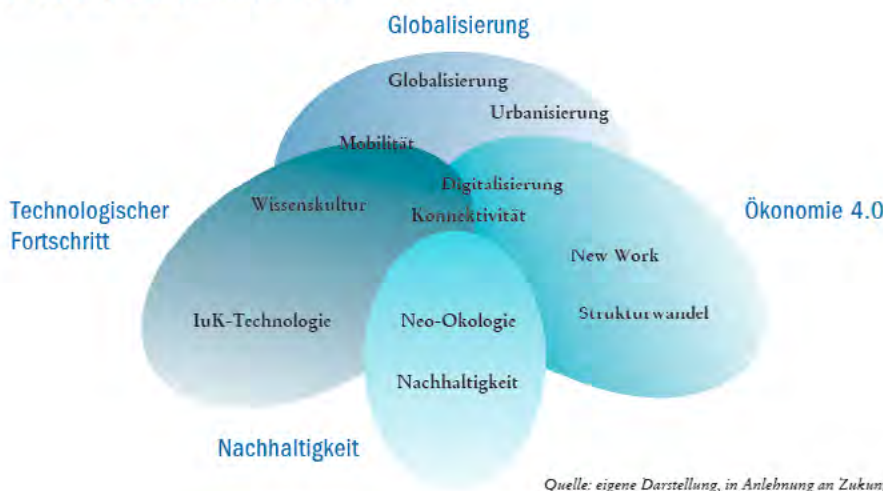 Globalisierung
Globalisierung
Urbanisierung
Mobilität
Digitalisierung
Wissenskultur
Konnektivität
Technologischer
Fortschritt
Ökonomie 4.0
New Work
IuK-Technologie
Neo-Okologie
Strukturwandel
Nachhaltigkeit
Nachhaltigkeit
Quelle: eigene Darstellung, in Anlehnung an